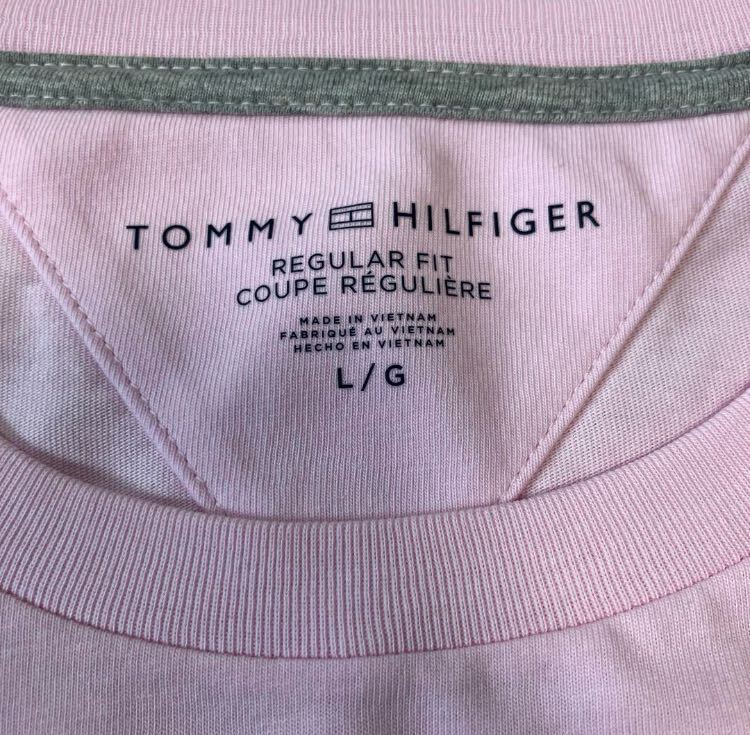 TOMMY HILFIGER
REGULAR FIT
COUPE RÉGULIÈRE
MADE IN VIETNAM
FABRIQUÉ AU VIETNAM
HECHO EN VIETNAM
L / G